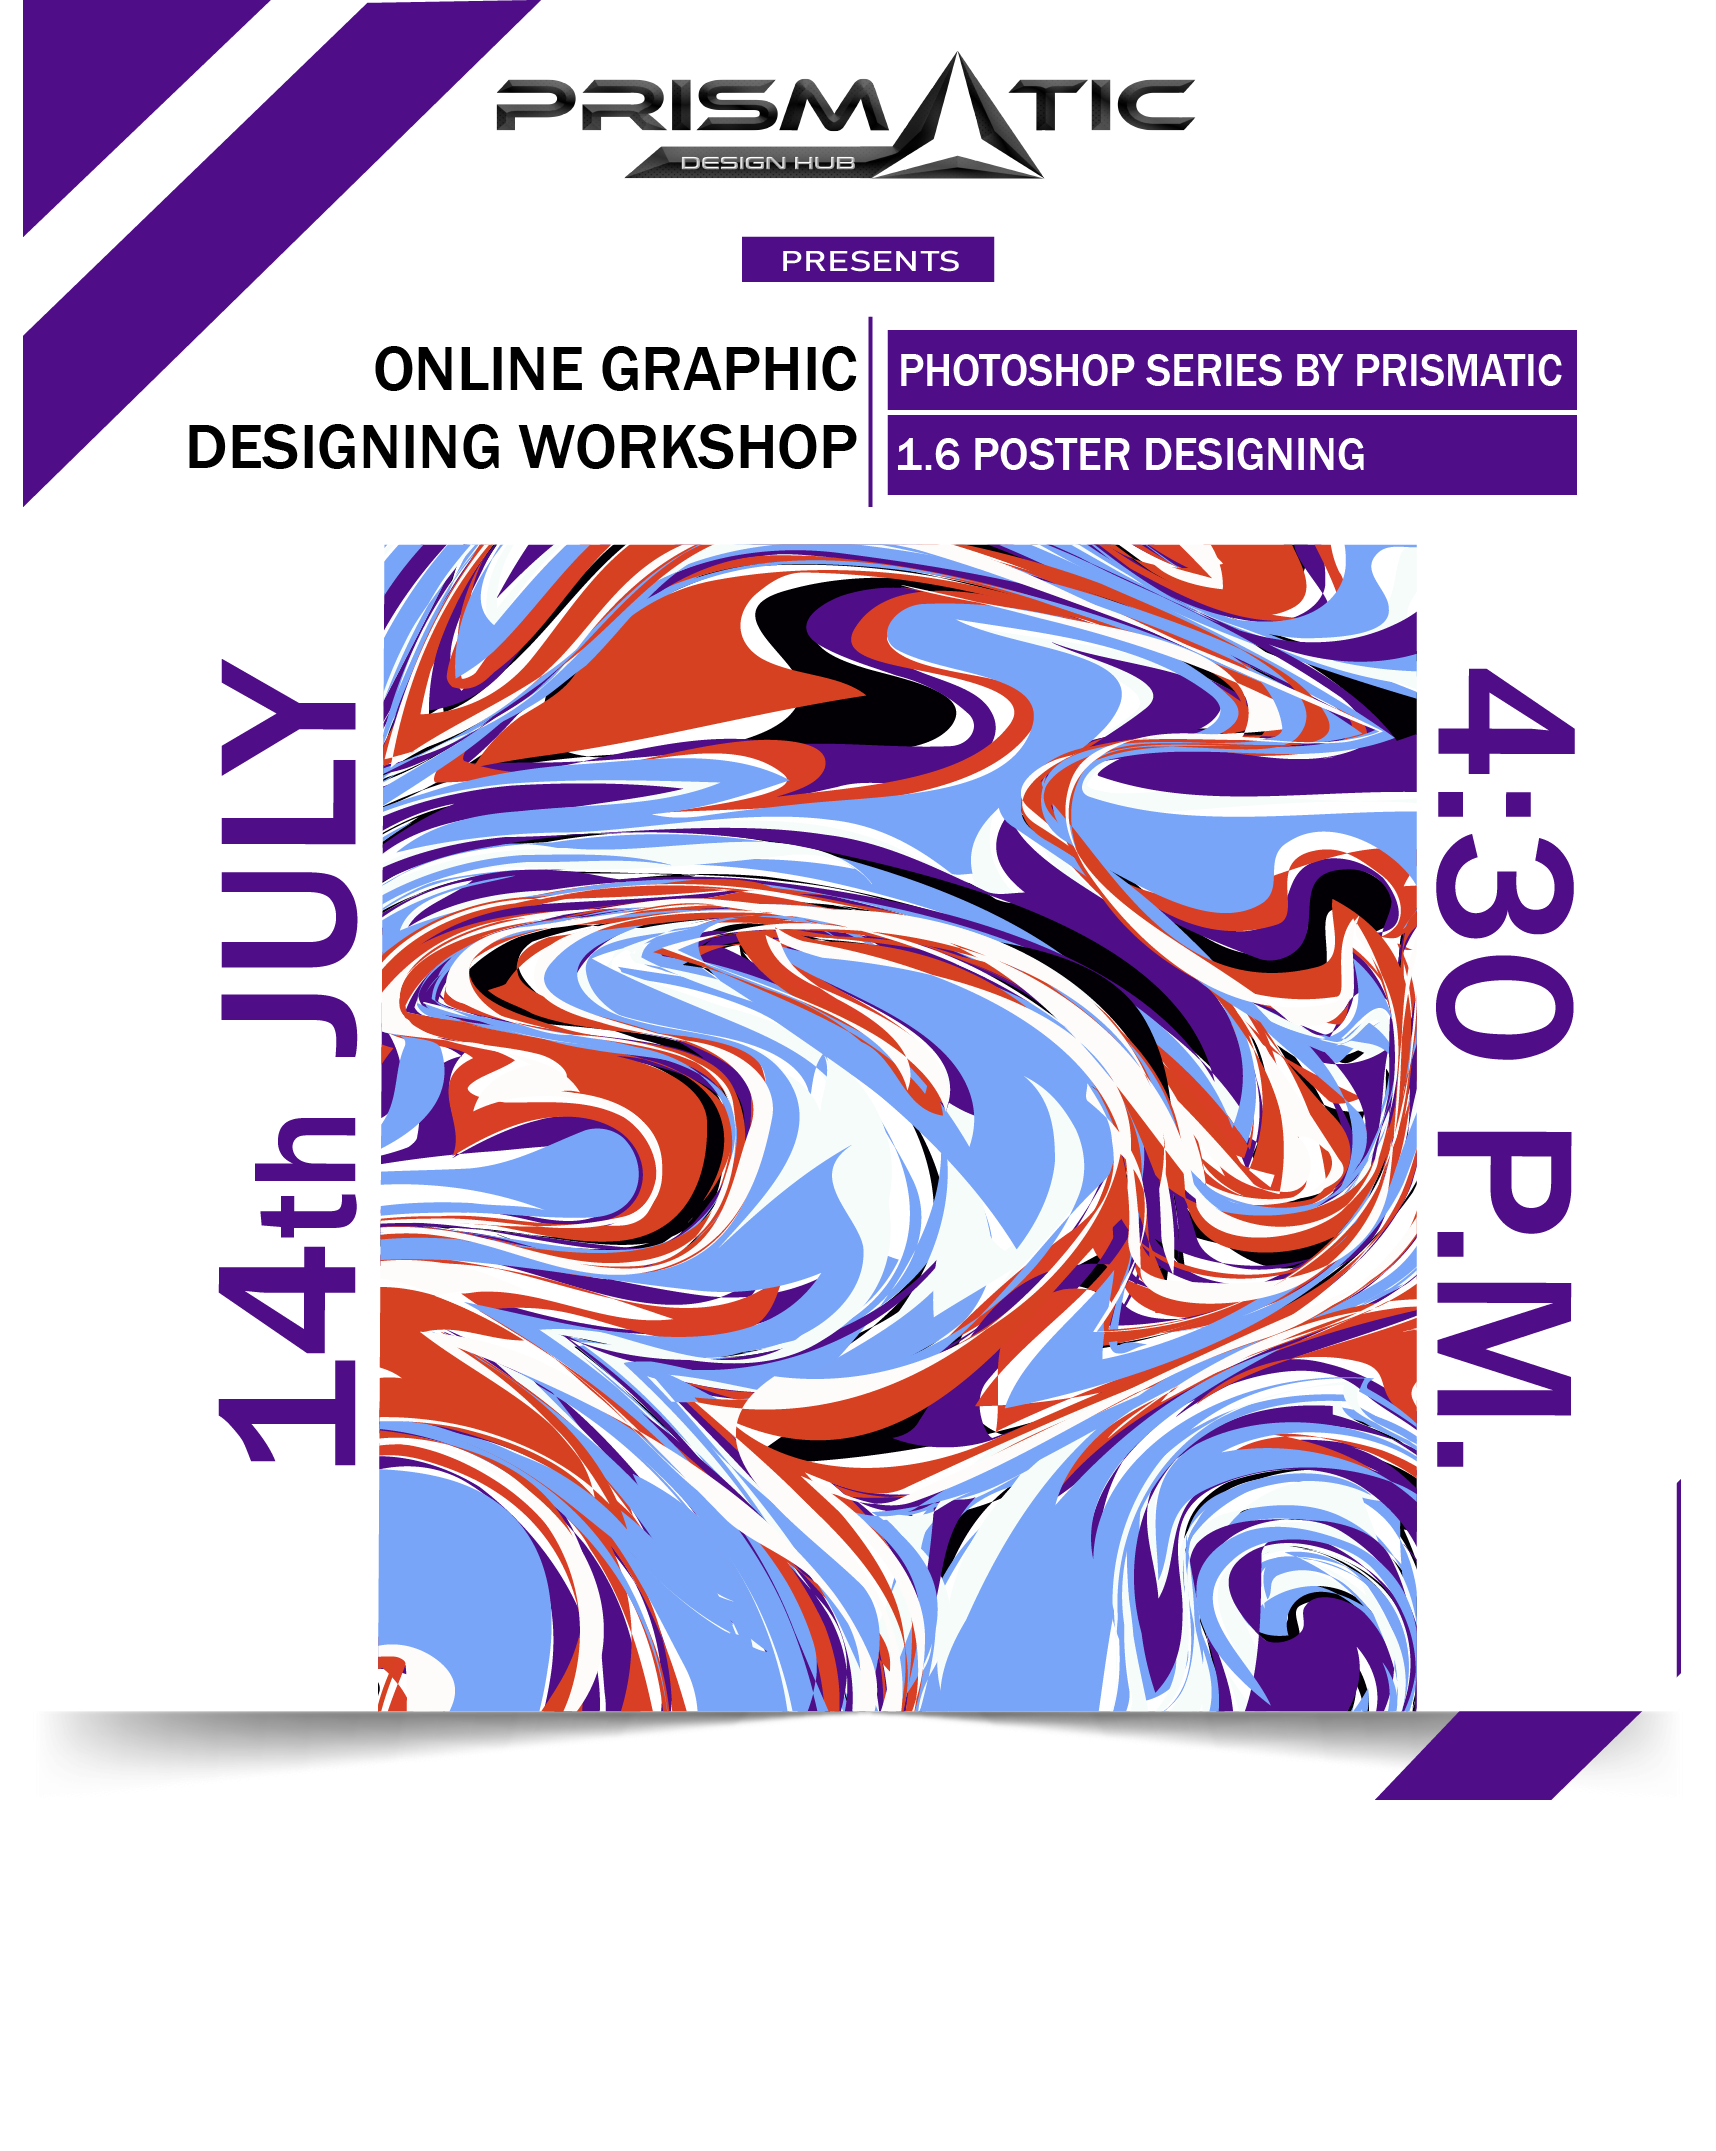 PRISMATIC
DESIGN HUB
PRESENTS
ONLINE GRAPHIC
DESIGNING WORKSHOP
PHOTOSHOP SERIES BY PRISMATIC
1.6 POSTER DESIGNING
14th JULY
4:30 P.M.